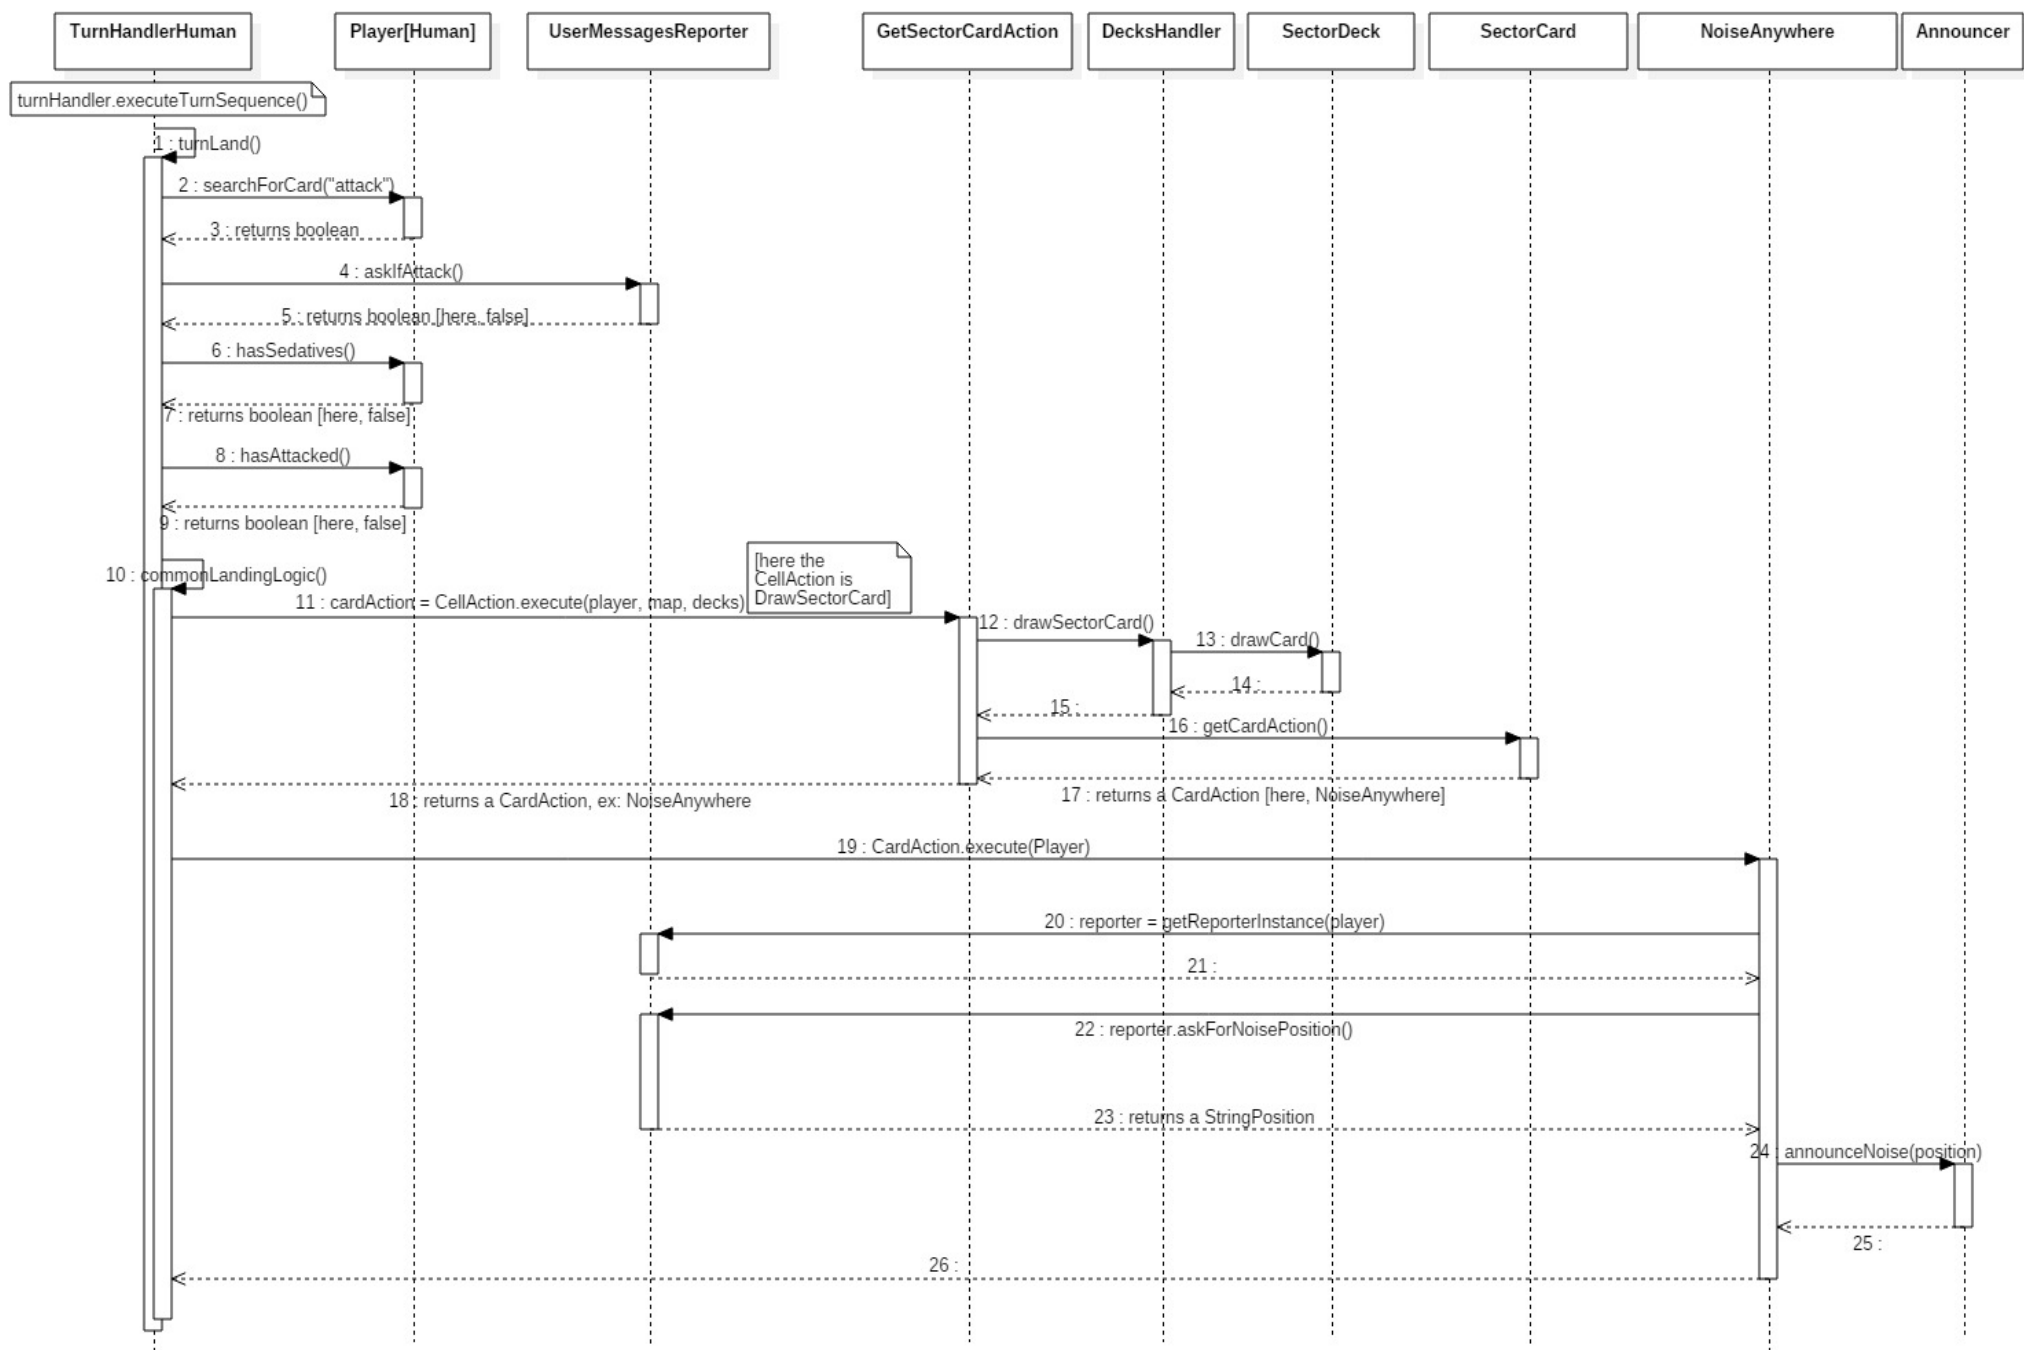 TurnHandlerHuman
Player[Human]
UserMessagesReporter
GetSectorCardAction
DecksHandler
SectorDeck
SectorCard
NoiseAnywhere
Announcer
turnHandler.executeTurnSequence()
1 : turnLand()
2 : searchForCard("attack")
3 : returns boolean
4 : askIfAttack()
5 : returns boolean [here, false]
6 : hasSedatives()
7 : returns boolean [here, false]
8 : hasAttacked()
9 : returns boolean [here, false]
10 : commonLandingLogic()
[here the
CellAction is
DrawSectorCard]
11 : cardAction = CellAction.execute(player, map, decks)
12 : drawSectorCard()
13 : drawCard()
14 :
15 :
16 : getCardAction()
17 : returns a CardAction [here, NoiseAnywhere]
18 : returns a CardAction, ex: NoiseAnywhere
19 : CardAction.execute(Player)
20 : reporter = getReporterInstance(player)
21 :
22 : reporter.askForNoisePosition()
23 : returns a StringPosition
24 : announceNoise(position)
25 :
26 :